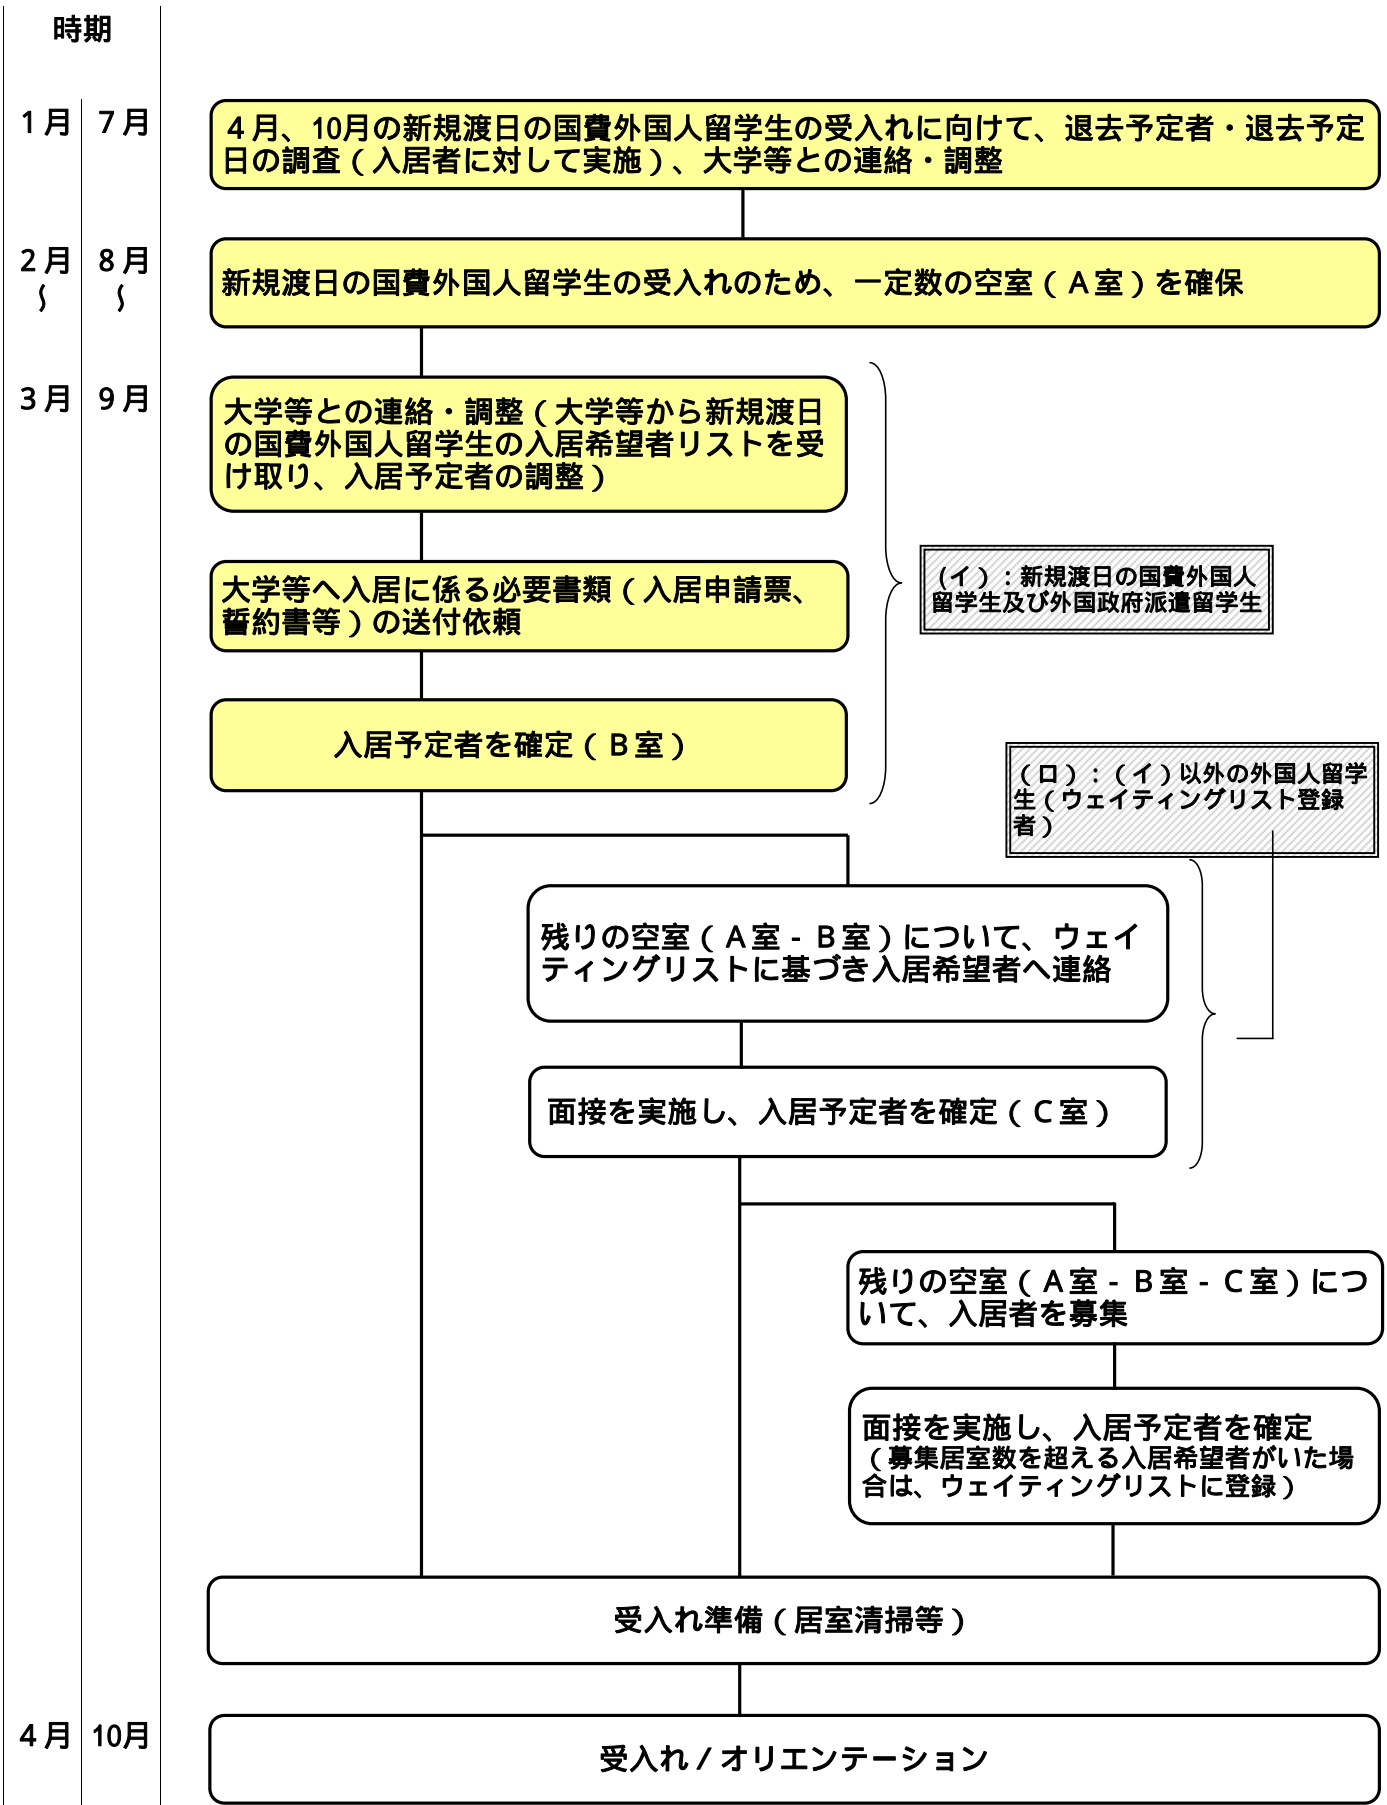 時期
1月 7月
４月、10月の新規渡日の国費外国人留学生の受入れに向けて、退去予定者・退去予定
日の調査（入居者に対して実施）、大学等との連絡・調整
2月 8月
～ ～
新規渡日の国費外国人留学生の受入れのため、一定数の空室（Ａ室）を確保
3月 9月
大学等との連絡・調整（大学等から新規渡日
の国費外国人留学生の入居希望者リストを受
け取り、入居予定者の調整）
（イ）：新規渡日の国費外国人
留学生及び外国政府派遣留学生
大学等へ入居に係る必要書類（入居申請票、
誓約書等）の送付依頼
入居予定者を確定（Ｂ室）
（ロ）：（イ）以外の外国人留学
生（ウェイティングリスト登録
者）
残りの空室（Ａ室‐Ｂ室）について、ウェイ
ティングリストに基づき入居希望者へ連絡
面接を実施し、入居予定者を確定（Ｃ室）
残りの空室（Ａ室‐Ｂ室‐Ｃ室）につ
いて、入居者を募集
面接を実施し、入居予定者を確定
（募集居室数を超える入居希望者がいた場
合は、ウェイティングリストに登録）
受入れ準備（居室清掃等）
4月 10月
受入れ／オリエンテーション